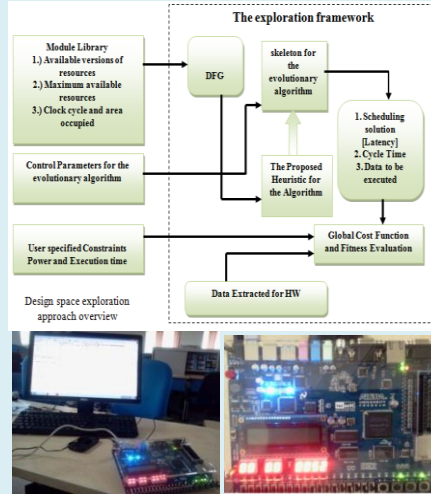 The exploration framework
Module Library
1.) Available versions of
resources
2.) Maximum available
resources
3.) Clock cycle and area
occupied
DFG
skeleton for
the
evolutionary
algorithm
Control Parameters for the
evolutionary algorithm
The Proposed
Heuristic for
the Algorithm
1. Scheduling
solution
[Latency]
2. Cycle Time
3. Data to be
executed
User specified Constraints
Power and Execution time
Global Cost Function
and Fitness Evaluation
Data Extracted for HW
Design space exploration
approach overview